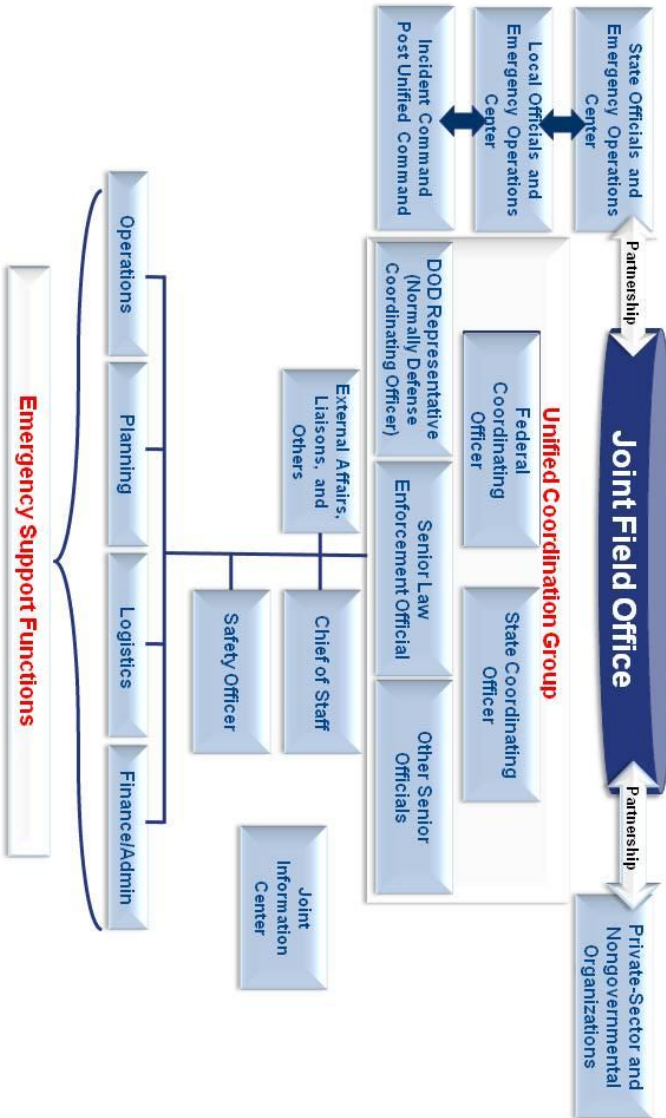 Joint Field Office
Partnership
Partnership
State Officials and
Emergency Operations
Center
Local Officials and
Emergency Operations
Center
Incident Command
Post Unified Command
Private-Sector and
Nongovernmental
Organizations
Unified Coordination Group
Federal
Coordinating
Officer
State Coordinating
Officer
DOD Representative
(Normally Defense
Coordinating Officer)
Senior Law
Enforcement Official
Other Senior
Officials
External Affairs,
Liaisons, and
Others
Chief of Staff
Safety Officer
Joint
Information
Center
Operations
Planning
Logistics
Finance/Admin
Emergency Support Functions